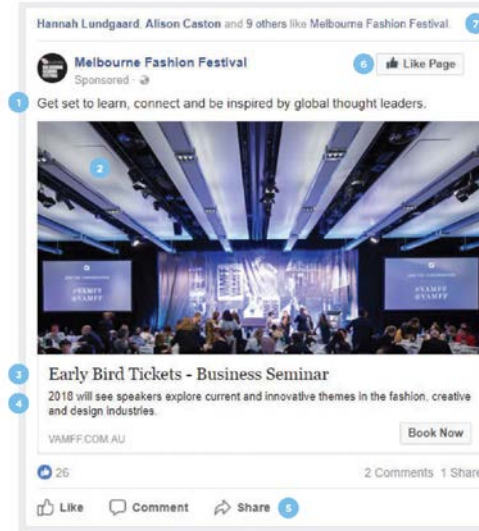 Hannah Lundgaard, Alison Caston and 9 others like Melbourne Fashion Festival.
7
Melbourne Fashion Festival
Sponsored ·
6
Like Page
1
Get set to learn, connect and be inspired by global thought leaders.
2
#VAMFF
@VAMFF
#VAMFF
@VAMFF
3
Early Bird Tickets - Business Seminar
4
2018 will see speakers explore current and innovative themes in the fashion, creative
and design industries.
VAMFF.COM.AU
Book Now
26
2 Comments 1 Share
Like Comment Share 5